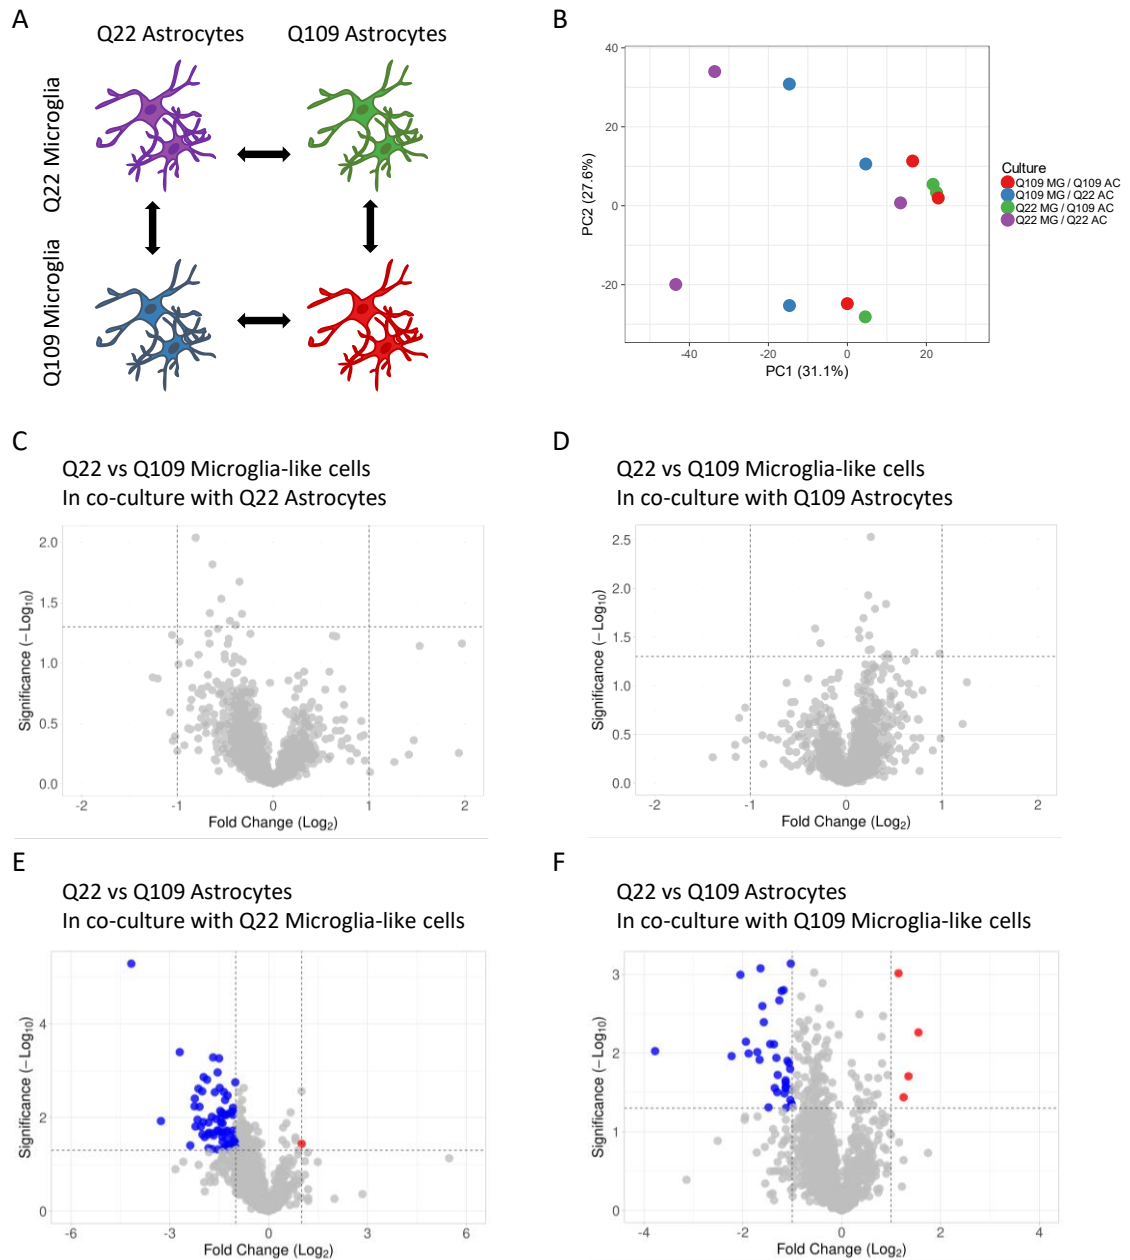 A
Q22 Astrocytes
Q109 Astrocytes
Q22 Microglia
Q109 Microglia
B
40
20
0
-20
-40
-20
0
20
PC2 (27.6%)
PC1 (31.1%)
Culture
Q109 MG / Q109 AC
Q109 MG / Q22 AC
Q22 MG / Q109 AC
Q22 MG / Q22 AC
C
Q22 vs Q109 Microglia-like cells
In co-culture with Q22 Astrocytes
2.0
1.5
1.0
0.5
0.0
-2
-1
0
1
2
Significance (−Log10)
Fold Change (Log2)
D
Q22 vs Q109 Microglia-like cells
In co-culture with Q109 Astrocytes
2.5
2.0
1.5
1.0
0.5
0.0
-2
-1
0
1
2
Significance (−Log10)
Fold Change (Log2)
E
Q22 vs Q109 Astrocytes
In co-culture with Q22 Microglia-like cells
4
2
0
-6
-3
0
3
6
Significance (−Log10)
Fold Change (Log2)
F
Q22 vs Q109 Astrocytes
In co-culture with Q109 Microglia-like cells
3
2
1
0
-4
-2
0
2
4
Significance (−Log10)
Fold Change (Log2)